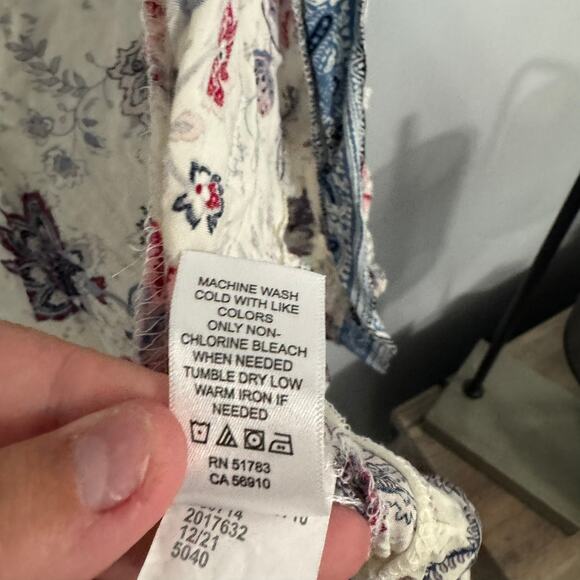 MACHINE WASH
COLD WITH LIKE
COLORS
ONLY NON-
CHLORINE BLEACH
WHEN NEEDED
TUMBLE DRY LOW
WARM IRON IF
NEEDED
RN 51783
CA 56910
2017632
12/21
5040